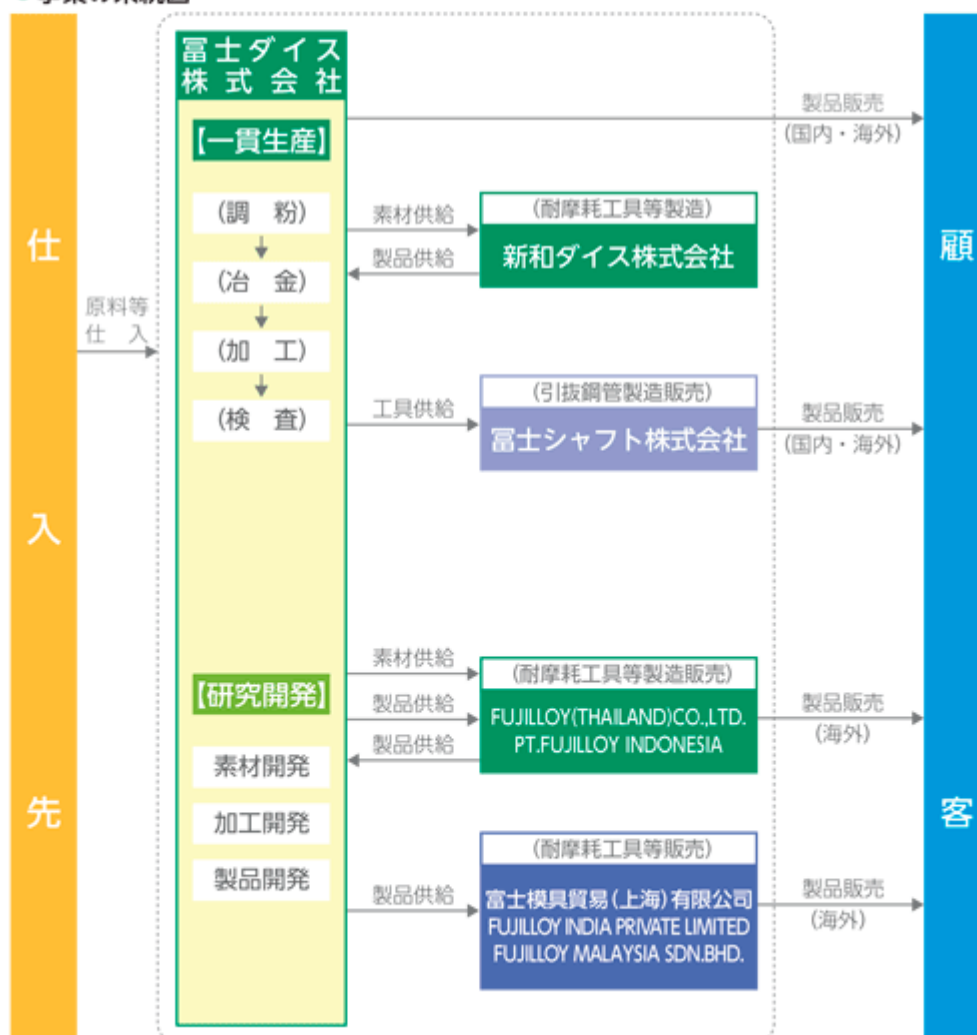 事業の系統図
仕入先
原料等
仕 入
冨士ダイス
株式会社
【一貫生産】
(調 粉)
(冶 金)
(加 工)
(検 査)
【研究開発】
素材開発
加工開発
製品開発
製品販売
(国内・海外)
素材供給
製品供給
(耐摩耗工具等製造)
新和ダイス株式会社
工具供給
(引抜鋼管製造販売)
冨士シャフト株式会社
製品販売
(国内・海外)
素材供給
製品供給
製品供給
(耐摩耗工具等製造販売)
FUJILLOY(THAILAND)CO.,LTD.
PT.FUJILLOY INDONESIA
製品販売
(海外)
製品供給
(耐摩耗工具等販売)
富士模具貿易(上海)有限公司
FUJILLOY INDIA PRIVATE LIMITED
FUJILLOY MALAYSIA SDN.BHD.
製品販売
(海外)
顧客